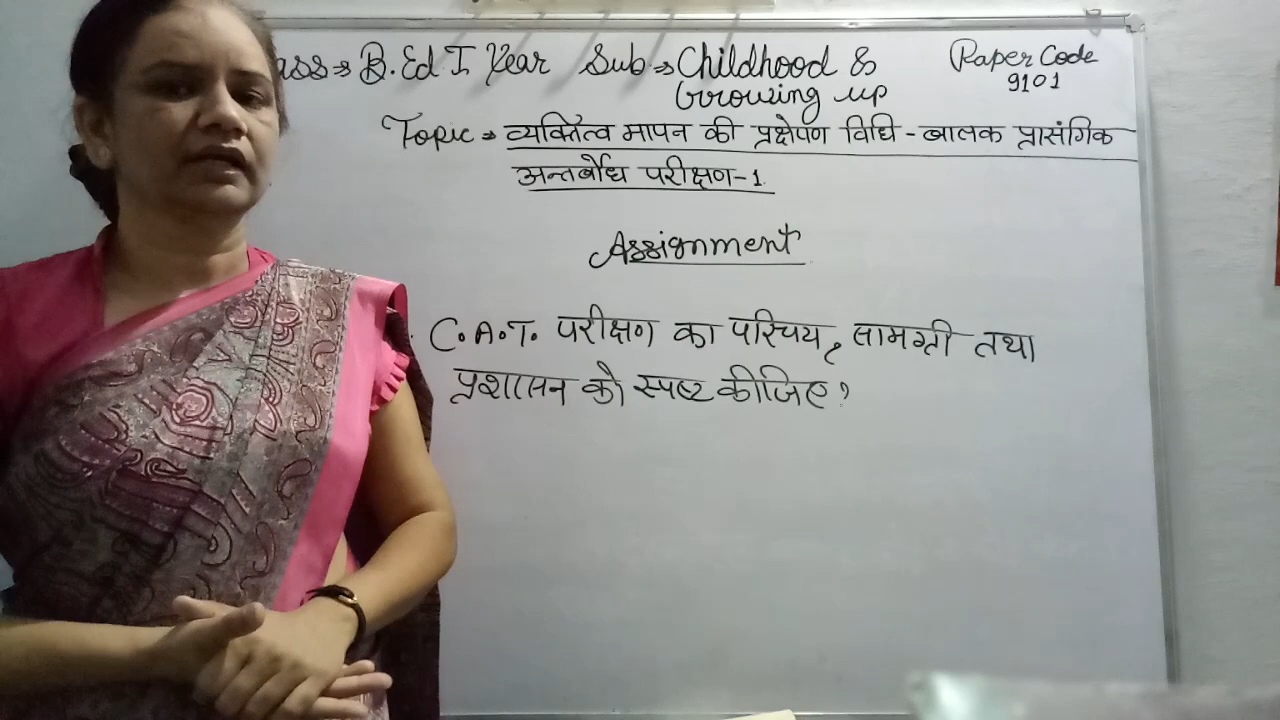 ass⇒ B.Ed I Year Sub⇒ Childhood & Growing up
Paper Code 9101
Topic⇒ व्यक्तित्व मापन की प्रक्षेपण विधि - बालक प्रासंगिक
अन्तर्बोध परीक्षण-1.
Assignment
C.A.T. परीक्षण का परिचय, सामग्री तथा
प्रशासन को स्पष्ट कीजिए?